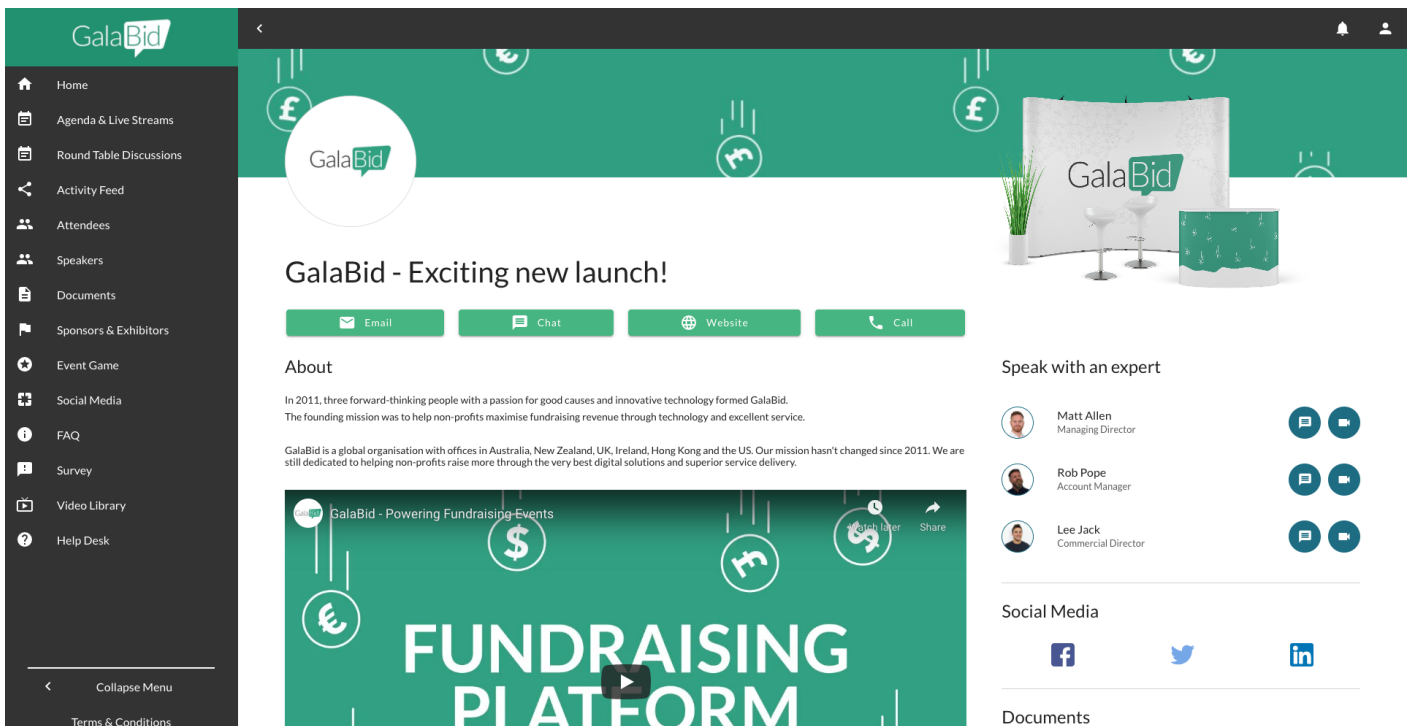 GalaBid
Home
Agenda & Live Streams
Round Table Discussions
Activity Feed
Attendees
Speakers
Documents
Sponsors & Exhibitors
Event Game
Social Media
FAQ
Survey
Video Library
Help Desk
Collapse Menu
Terms & Conditions
GalaBid
GalaBid
GalaBid - Exciting new launch!
Email
Chat
Website
Call
About
In 2011, three forward-thinking people with a passion for good causes and innovative technology formed GalaBid.
The founding mission was to help non-profits maximise fundraising revenue through technology and excellent service.
GalaBid is a global organisation with offices in Australia, New Zealand, UK, Ireland, Hong Kong and the US. Our mission hasn't changed since 2011. We are
still dedicated to helping non-profits raise more through the very best digital solutions and superior service delivery.
GalaBid
GalaBid - Powering Fundraising Events
Watch later
Share
FUNDRAISING
PLATFORM
Speak with an expert
Matt Allen
Managing Director
Rob Pope
Account Manager
Lee Jack
Commercial Director
Social Media
Documents